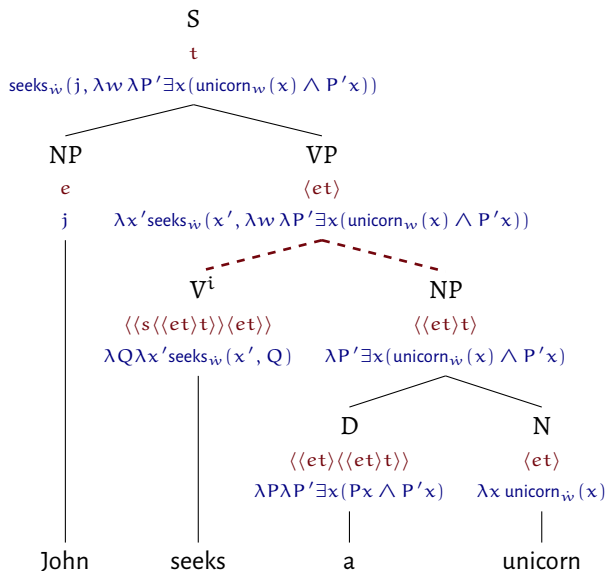 S
t
seeks_ẇ(j, λw λP′∃x(unicorn_w(x) ∧ P′x))
NP VP
e ⟨et⟩
j λx′seeks_ẇ(x′, λw λP′∃x(unicorn_w(x) ∧ P′x))
Vⁱ NP
⟨⟨s⟨⟨et⟩t⟩⟩⟨et⟩⟩ ⟨⟨et⟩t⟩
λQλx′seeks_ẇ(x′, Q) λP′∃x(unicorn_ẇ(x) ∧ P′x)
D N
⟨⟨et⟩⟨⟨et⟩t⟩⟩ ⟨et⟩
λPλP′∃x(Px ∧ P′x) λx unicorn_ẇ(x)
John seeks a unicorn